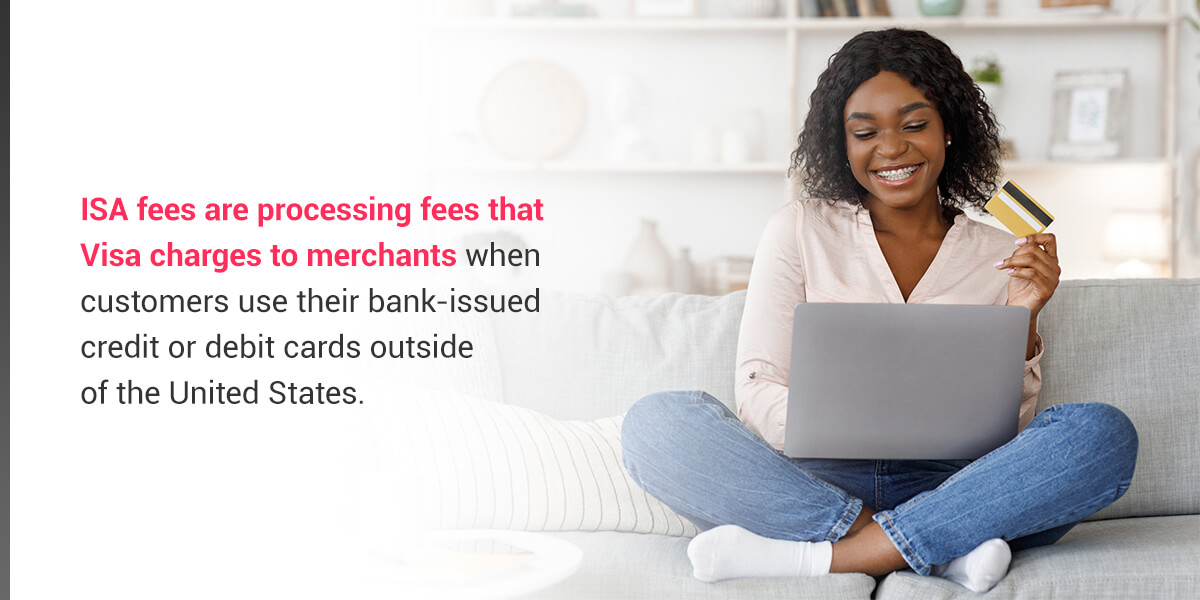 ISA fees are processing fees that
Visa charges to merchants when
customers use their bank-issued
credit or debit cards outside
of the United States.